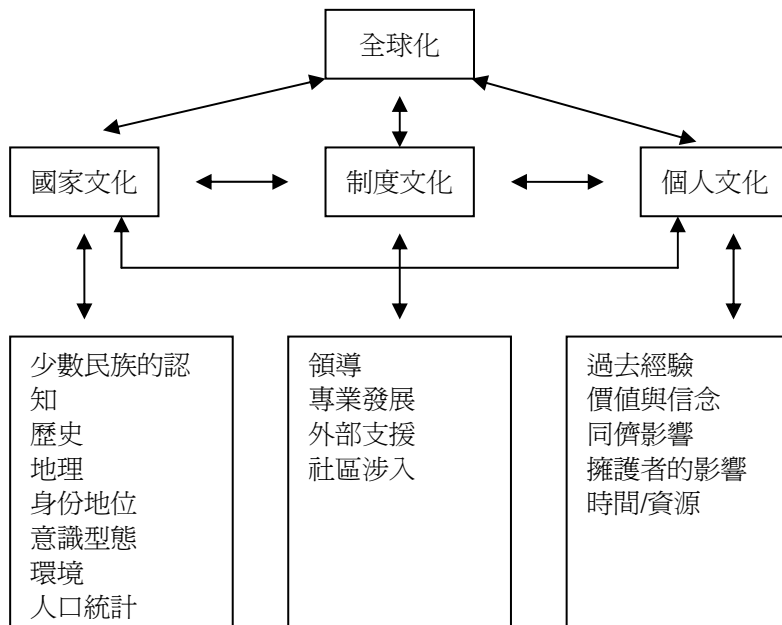 全球化
國家文化
制度文化
個人文化
少數民族的認
知
歷史
地理
身份地位
意識型態
環境
人口統計
領導
專業發展
外部支援
社區涉入
過去經驗
價值與信念
同儕影響
擁護者的影響
時間/資源